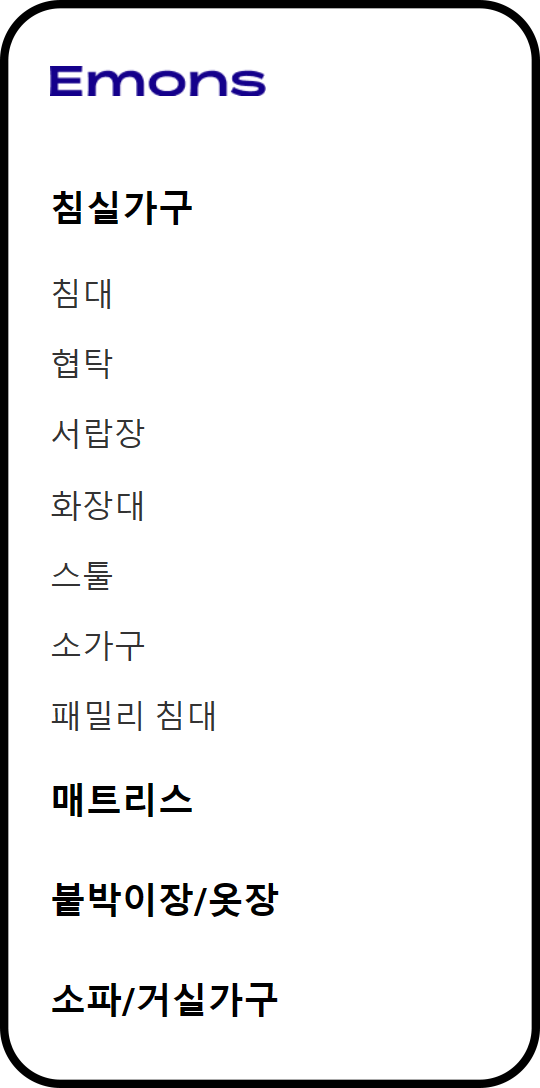 Emons
침실가구
침대
협탁
서랍장
화장대
스툴
소가구
패밀리 침대
매트리스
붙박이장/옷장
소파/거실가구